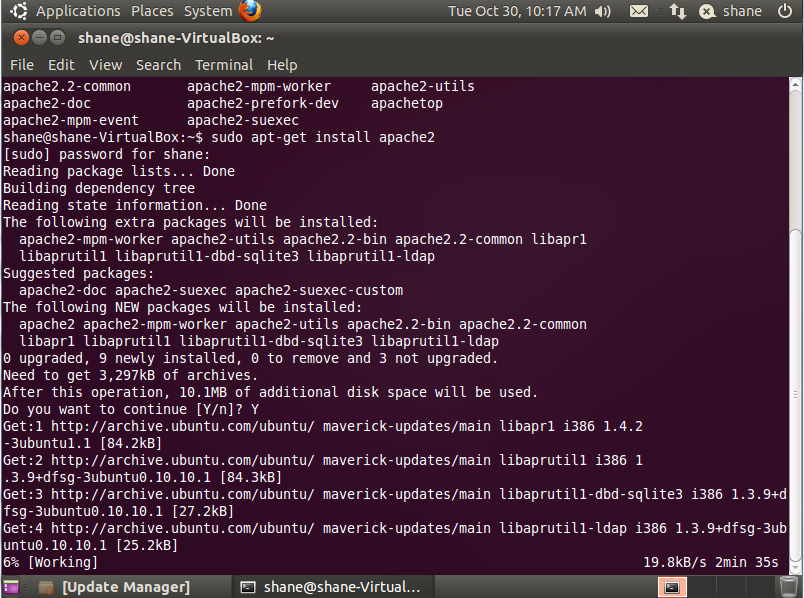 Applications Places System Tue Oct 30, 10:17 AM shane
shane@shane-VirtualBox: ~
File Edit View Search Terminal Help
apache2.2-common apache2-mpm-worker apache2-utils
apache2-doc apache2-prefork-dev apachetop
apache2-mpm-event apache2-suexec
shane@shane-VirtualBox:~$ sudo apt-get install apache2
[sudo] password for shane:
Reading package lists... Done
Building dependency tree
Reading state information... Done
The following extra packages will be installed:
apache2-mpm-worker apache2-utils apache2.2-bin apache2.2-common libapr1
libaprutil1 libaprutil1-dbd-sqlite3 libaprutil1-ldap
Suggested packages:
apache2-doc apache2-suexec apache2-suexec-custom
The following NEW packages will be installed:
apache2 apache2-mpm-worker apache2-utils apache2.2-bin apache2.2-common
libapr1 libaprutil1 libaprutil1-dbd-sqlite3 libaprutil1-ldap
0 upgraded, 9 newly installed, 0 to remove and 3 not upgraded.
Need to get 3,297kB of archives.
After this operation, 10.1MB of additional disk space will be used.
Do you want to continue [Y/n]? Y
Get:1 http://archive.ubuntu.com/ubuntu/ maverick-updates/main libapr1 i386 1.4.2
-3ubuntu1.1 [84.2kB]
Get:2 http://archive.ubuntu.com/ubuntu/ maverick-updates/main libaprutil1 i386 1
.3.9+dfsg-3ubuntu0.10.10.1 [84.3kB]
Get:3 http://archive.ubuntu.com/ubuntu/ maverick-updates/main libaprutil1-dbd-sqlite3 i386 1.3.9+d
fsg-3ubuntu0.10.10.1 [27.2kB]
Get:4 http://archive.ubuntu.com/ubuntu/ maverick-updates/main libaprutil1-ldap i386 1.3.9+dfsg-3ub
untu0.10.10.1 [25.2kB]
6% [Working] 19.8kB/s 2min 35s
[Update Manager] shane@shane-Virtual...